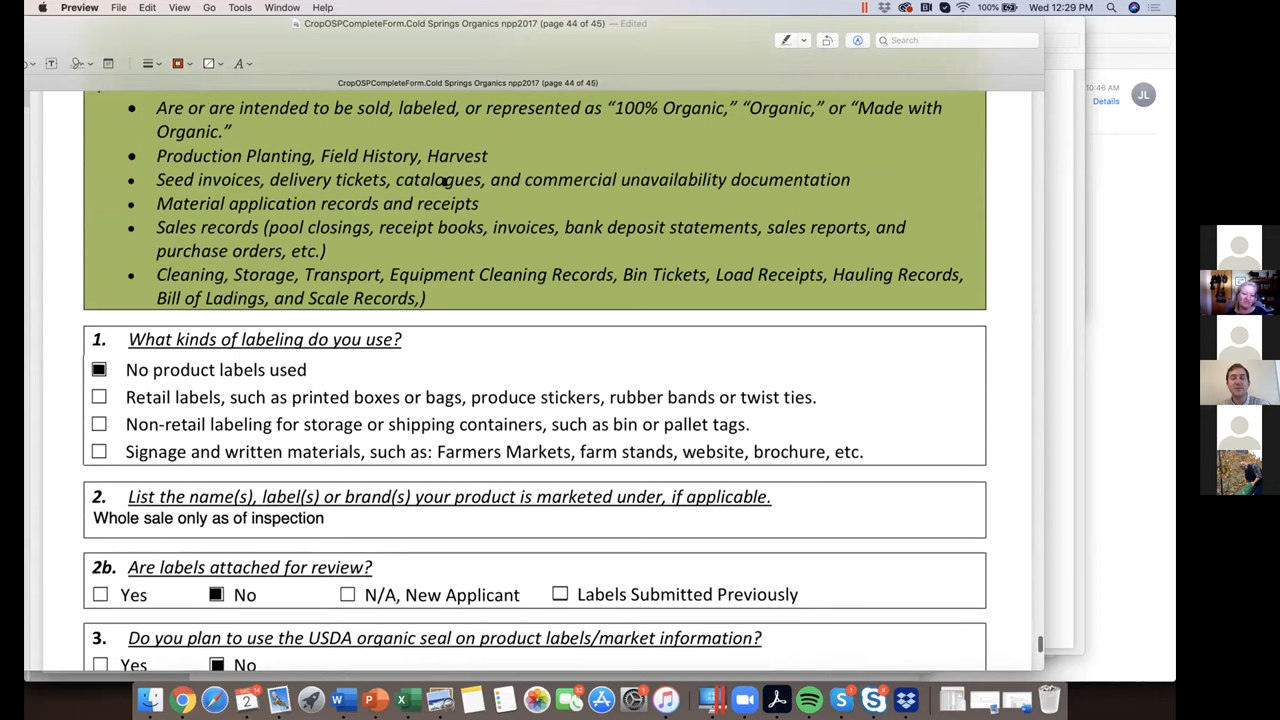 Preview File Edit View Go Tools Window Help 100% Wed 12:29 PM
CropOSPCompleteForm.Cold Springs Organics npp2017 (page 44 of 45) — Edited
Search
CropOSPCompleteForm.Cold Springs Organics npp2017 (page 44 of 45)
10:46 AM
Details
JL
• Are or are intended to be sold, labeled, or represented as “100% Organic,” “Organic,” or “Made with
Organic.”
• Production Planting, Field History, Harvest
• Seed invoices, delivery tickets, catalogues, and commercial unavailability documentation
• Material application records and receipts
• Sales records (pool closings, receipt books, invoices, bank deposit statements, sales reports, and
purchase orders, etc.)
• Cleaning, Storage, Transport, Equipment Cleaning Records, Bin Tickets, Load Receipts, Hauling Records,
Bill of Ladings, and Scale Records,)
1. What kinds of labeling do you use?
No product labels used
Retail labels, such as printed boxes or bags, produce stickers, rubber bands or twist ties.
Non-retail labeling for storage or shipping containers, such as bin or pallet tags.
Signage and written materials, such as: Farmers Markets, farm stands, website, brochure, etc.
2. List the name(s), label(s) or brand(s) your product is marketed under, if applicable.
Whole sale only as of inspection
2b. Are labels attached for review?
Yes No N/A, New Applicant Labels Submitted Previously
3. Do you plan to use the USDA organic seal on product labels/market information?
Yes No